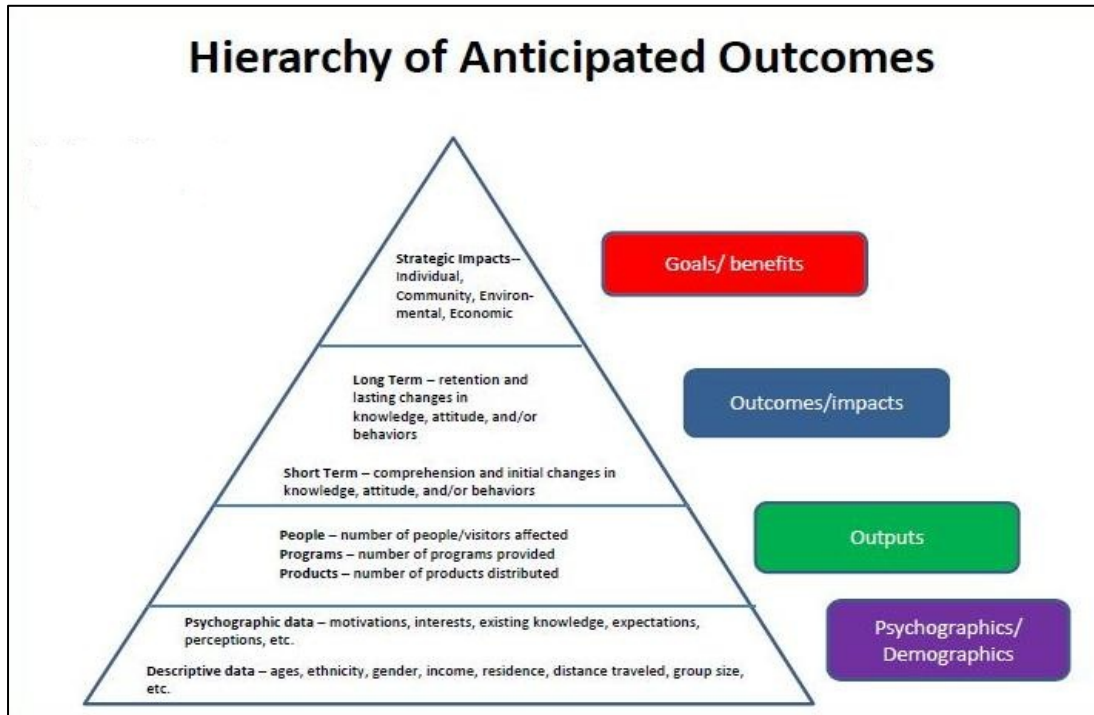 Hierarchy of Anticipated Outcomes
Strategic Impacts–
Individual,
Community, Environ-
mental, Economic
Goals/ benefits
Long Term – retention and
lasting changes in
knowledge, attitude, and/or
behaviors
Outcomes/impacts
Short Term – comprehension and initial changes in
knowledge, attitude, and/or behaviors
People – number of people/visitors affected
Programs – number of programs provided
Products – number of products distributed
Outputs
Psychographic data – motivations, interests, existing knowledge, expectations,
perceptions, etc.
Descriptive data – ages, ethnicity, gender, income, residence, distance traveled, group size,
etc.
Psychographics/
Demographics